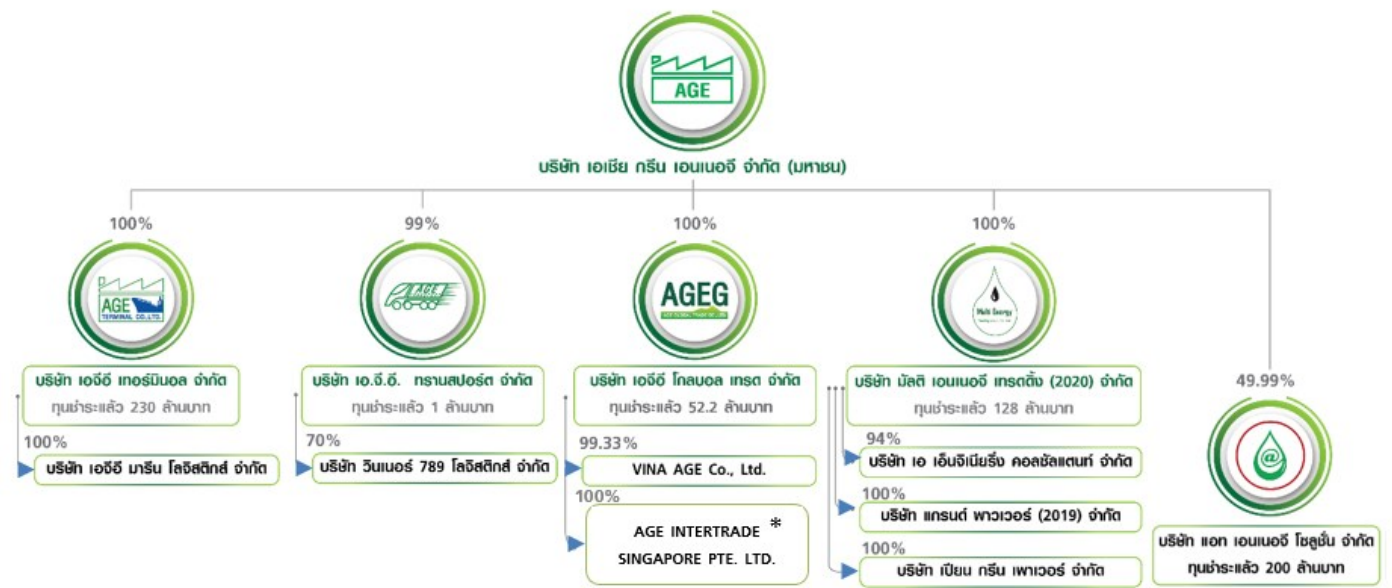 AGE
บริษัท เอเชีย กรีน เอนเนอจี จำกัด (มหาชน)
100%
99%
100%
100%
49.99%
AGE
TERMINAL CO.,LTD.
AGE
AGEG
Multi Energy
@
บริษัท เอจีอี เทอร์มินอล จำกัด
ทุนชำระแล้ว 230 ล้านบาท
100%
บริษัท เอจีอี มารีน โลจิสติกส์ จำกัด
บริษัท เอ.จี.อี. ทรานสปอร์ต จำกัด
ทุนชำระแล้ว 1 ล้านบาท
70%
บริษัท วินเนอร์ 789 โลจิสติกส์ จำกัด
บริษัท เอจีอี โกลบอล เทรด จำกัด
ทุนชำระแล้ว 52.2 ล้านบาท
99.33%
VINA AGE Co., Ltd.
100%
AGE INTERTRADE *
SINGAPORE PTE. LTD.
บริษัท มัลติ เอนเนอจี เทรดดิ้ง (2020) จำกัด
ทุนชำระแล้ว 128 ล้านบาท
94%
บริษัท เอ เอ็นจิเนียริ่ง คอลซัลแตนท์ จำกัด
100%
บริษัท แกรนด์ พาวเวอร์ (2019) จำกัด
100%
บริษัท เปียน กรีน เพาเวอร์ จำกัด
บริษัท แอท เอนเนอจี โซลูชั่น จำกัด
ทุนชำระแล้ว 200 ล้านบาท